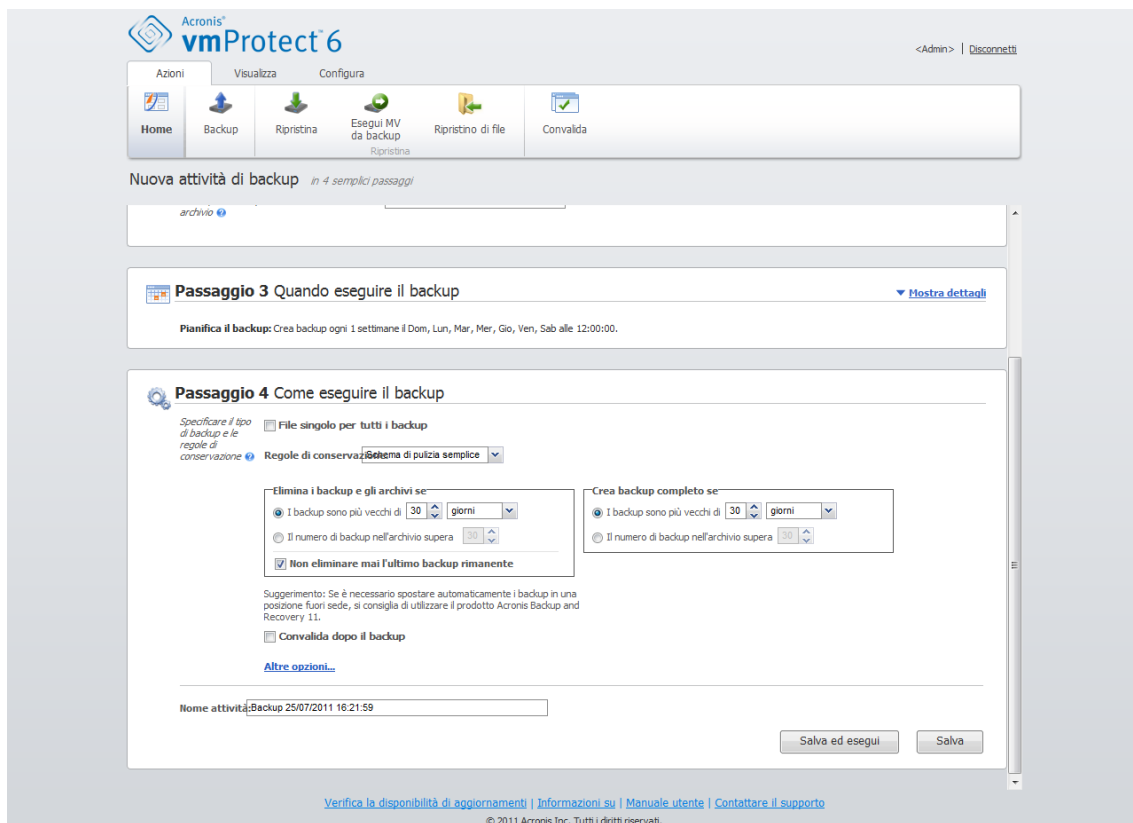 Acronis®
vmProtect™6
<Admin> | Disconnetti
Azioni Visualizza Configura
Home Backup Ripristina Esegui MV da backup Ripristino di file Convalida
Ripristina
Nuova attività di backup in 4 semplici passaggi
archivio
Passaggio 3 Quando eseguire il backup
Mostra dettagli
Pianifica il backup: Crea backup ogni 1 settimane il Dom, Lun, Mar, Mer, Gio, Ven, Sab alle 12:00:00.
Passaggio 4 Come eseguire il backup
Specificare il tipo
di backup e le
regole di
conservazione
File singolo per tutti i backup
Regole di conservazione: Schema di pulizia semplice
Elimina i backup e gli archivi se
I backup sono più vecchi di 30 giorni
Il numero di backup nell'archivio supera 30
Non eliminare mai l'ultimo backup rimanente
Crea backup completo se
I backup sono più vecchi di 30 giorni
Il numero di backup nell'archivio supera 30
Suggerimento: Se è necessario spostare automaticamente i backup in una
posizione fuori sede, si consiglia di utilizzare il prodotto Acronis Backup and
Recovery 11.
Convalida dopo il backup
Altre opzioni...
Nome attività: Backup 25/07/2011 16:21:59
Salva ed esegui Salva
Verifica la disponibilità di aggiornamenti | Informazioni su | Manuale utente | Contattare il supporto
© 2011 Acronis Inc. Tutti i diritti riservati.